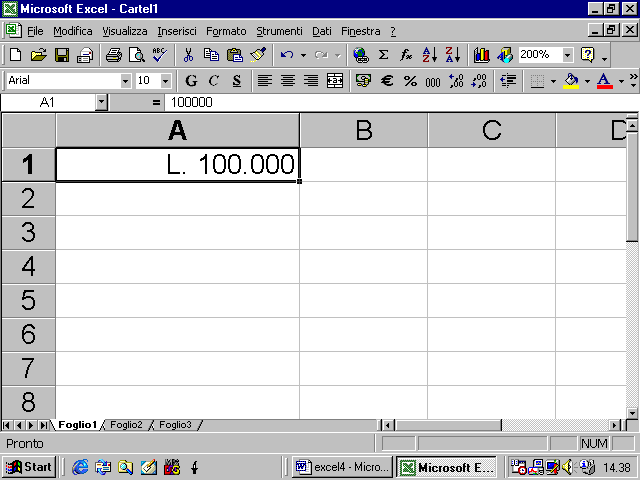 Microsoft Excel - Cartel1
File Modifica Visualizza Inserisci Formato Strumenti Dati Finestra ?
200%
Arial 10 G C S € % 000
A1 = 100000
A B C D
1 L. 100.000
2
3
4
5
6
7
8
Foglio1 Foglio2 Foglio3
Pronto NUM
Start excel4 - Micro... Microsoft E... 14.38